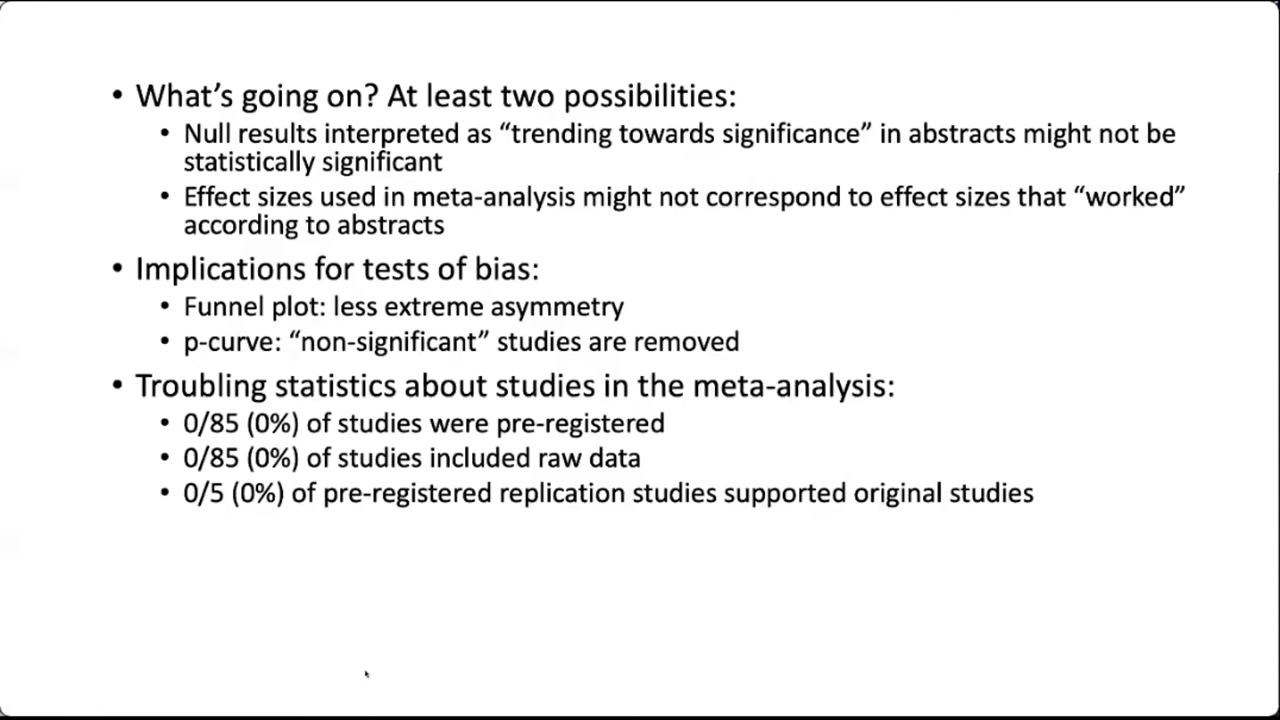 • What’s going on? At least two possibilities:
• Null results interpreted as “trending towards significance” in abstracts might not be
statistically significant
• Effect sizes used in meta-analysis might not correspond to effect sizes that “worked”
according to abstracts
• Implications for tests of bias:
• Funnel plot: less extreme asymmetry
• p-curve: “non-significant” studies are removed
• Troubling statistics about studies in the meta-analysis:
• 0/85 (0%) of studies were pre-registered
• 0/85 (0%) of studies included raw data
• 0/5 (0%) of pre-registered replication studies supported original studies